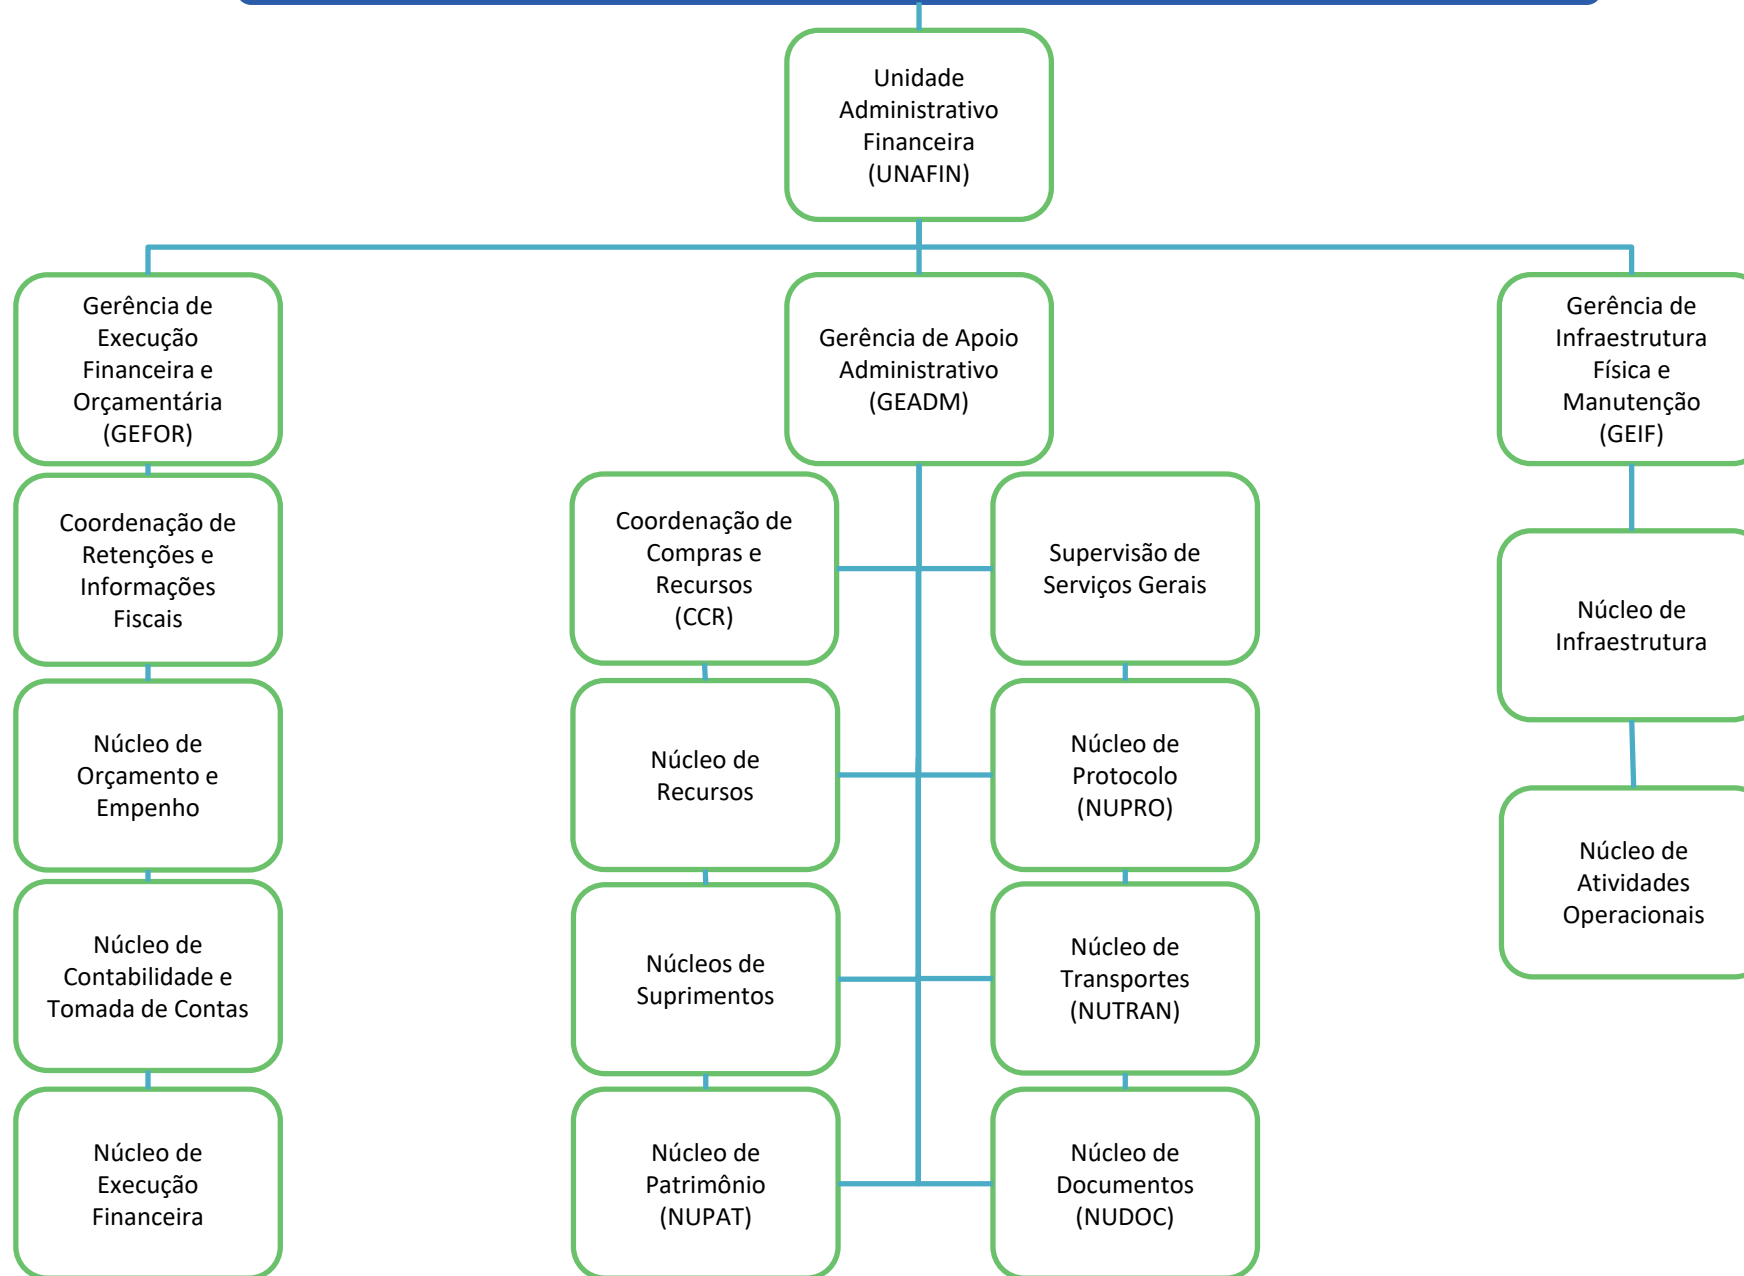 Unidade
Administrativo
Financeira
(UNAFIN)
Gerência de
Execução
Financeira e
Orçamentária
(GEFOR)
Gerência de Apoio
Administrativo
(GEADM)
Gerência de
Infraestrutura
Física e
Manutenção
(GEIF)
Coordenação de
Retenções e
Informações
Fiscais
Coordenação de
Compras e
Recursos
(CCR)
Supervisão de
Serviços Gerais
Núcleo de
Infraestrutura
Núcleo de
Orçamento e
Empenho
Núcleo de
Recursos
Núcleo de
Protocolo
(NUPRO)
Núcleo de
Atividades
Operacionais
Núcleo de
Contabilidade e
Tomada de Contas
Núcleos de
Suprimentos
Núcleo de
Transportes
(NUTRAN)
Núcleo de
Execução
Financeira
Núcleo de
Patrimônio
(NUPAT)
Núcleo de
Documentos
(NUDOC)